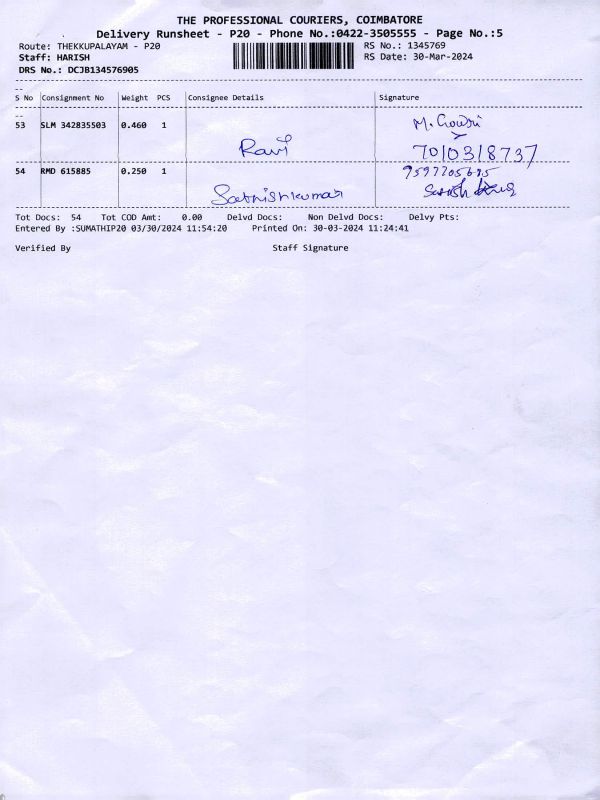 THE PROFESSIONAL COURIERS, COIMBATORE
Delivery Runsheet - P20 - Phone No.:0422-3505555 - Page No.:5
Route: THEKKUPALAYAM - P20 RS No.: 1345769
Staff: HARISH RS Date: 30-Mar-2024
DRS No.: DCJB134576905
S No Consignment No Weight PCS Consignee Details Signature
53 SLM 342835503 0.460 1 Ravi M. Gowri
7010318737
54 RMD 615885 0.250 1 Sathishkumar 9597705695
Tot Docs: 54 Tot COD Amt: 0.00 Delvd Docs: Non Delvd Docs: Delvy Pts:
Entered By :SUMATHIP20 03/30/2024 11:54:20 Printed On: 30-03-2024 11:24:41
Verified By Staff Signature